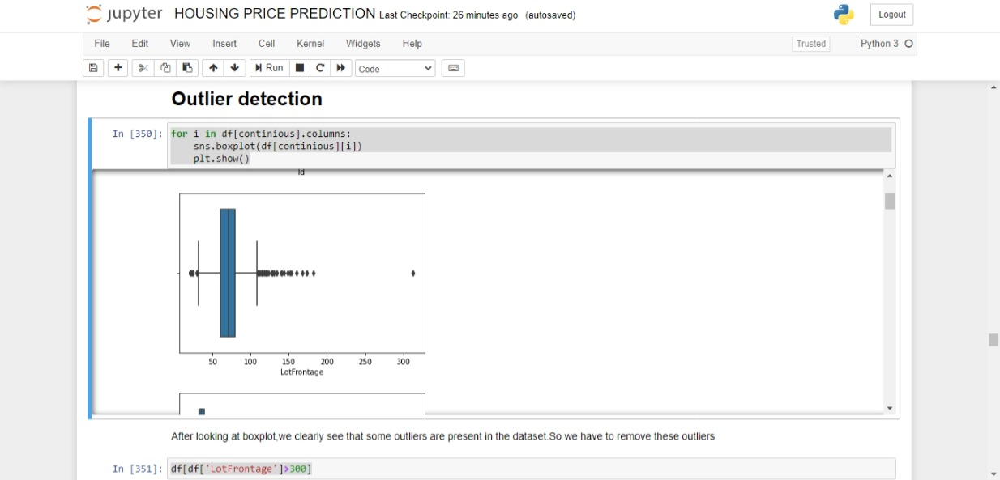 jupyter HOUSING PRICE PREDICTION Last Checkpoint: 26 minutes ago (autosaved) Logout
File Edit View Insert Cell Kernel Widgets Help Trusted Python 3
Run Code
Outlier detection
In [350]: for i in df[continious].columns:
sns.boxplot(df[continious][i])
plt.show()
Id
50 100 150 200 250 300
LotFrontage
After looking at boxplot,we clearly see that some outliers are present in the dataset.So we have to remove these outliers
In [351]: df[df['LotFrontage']>300]